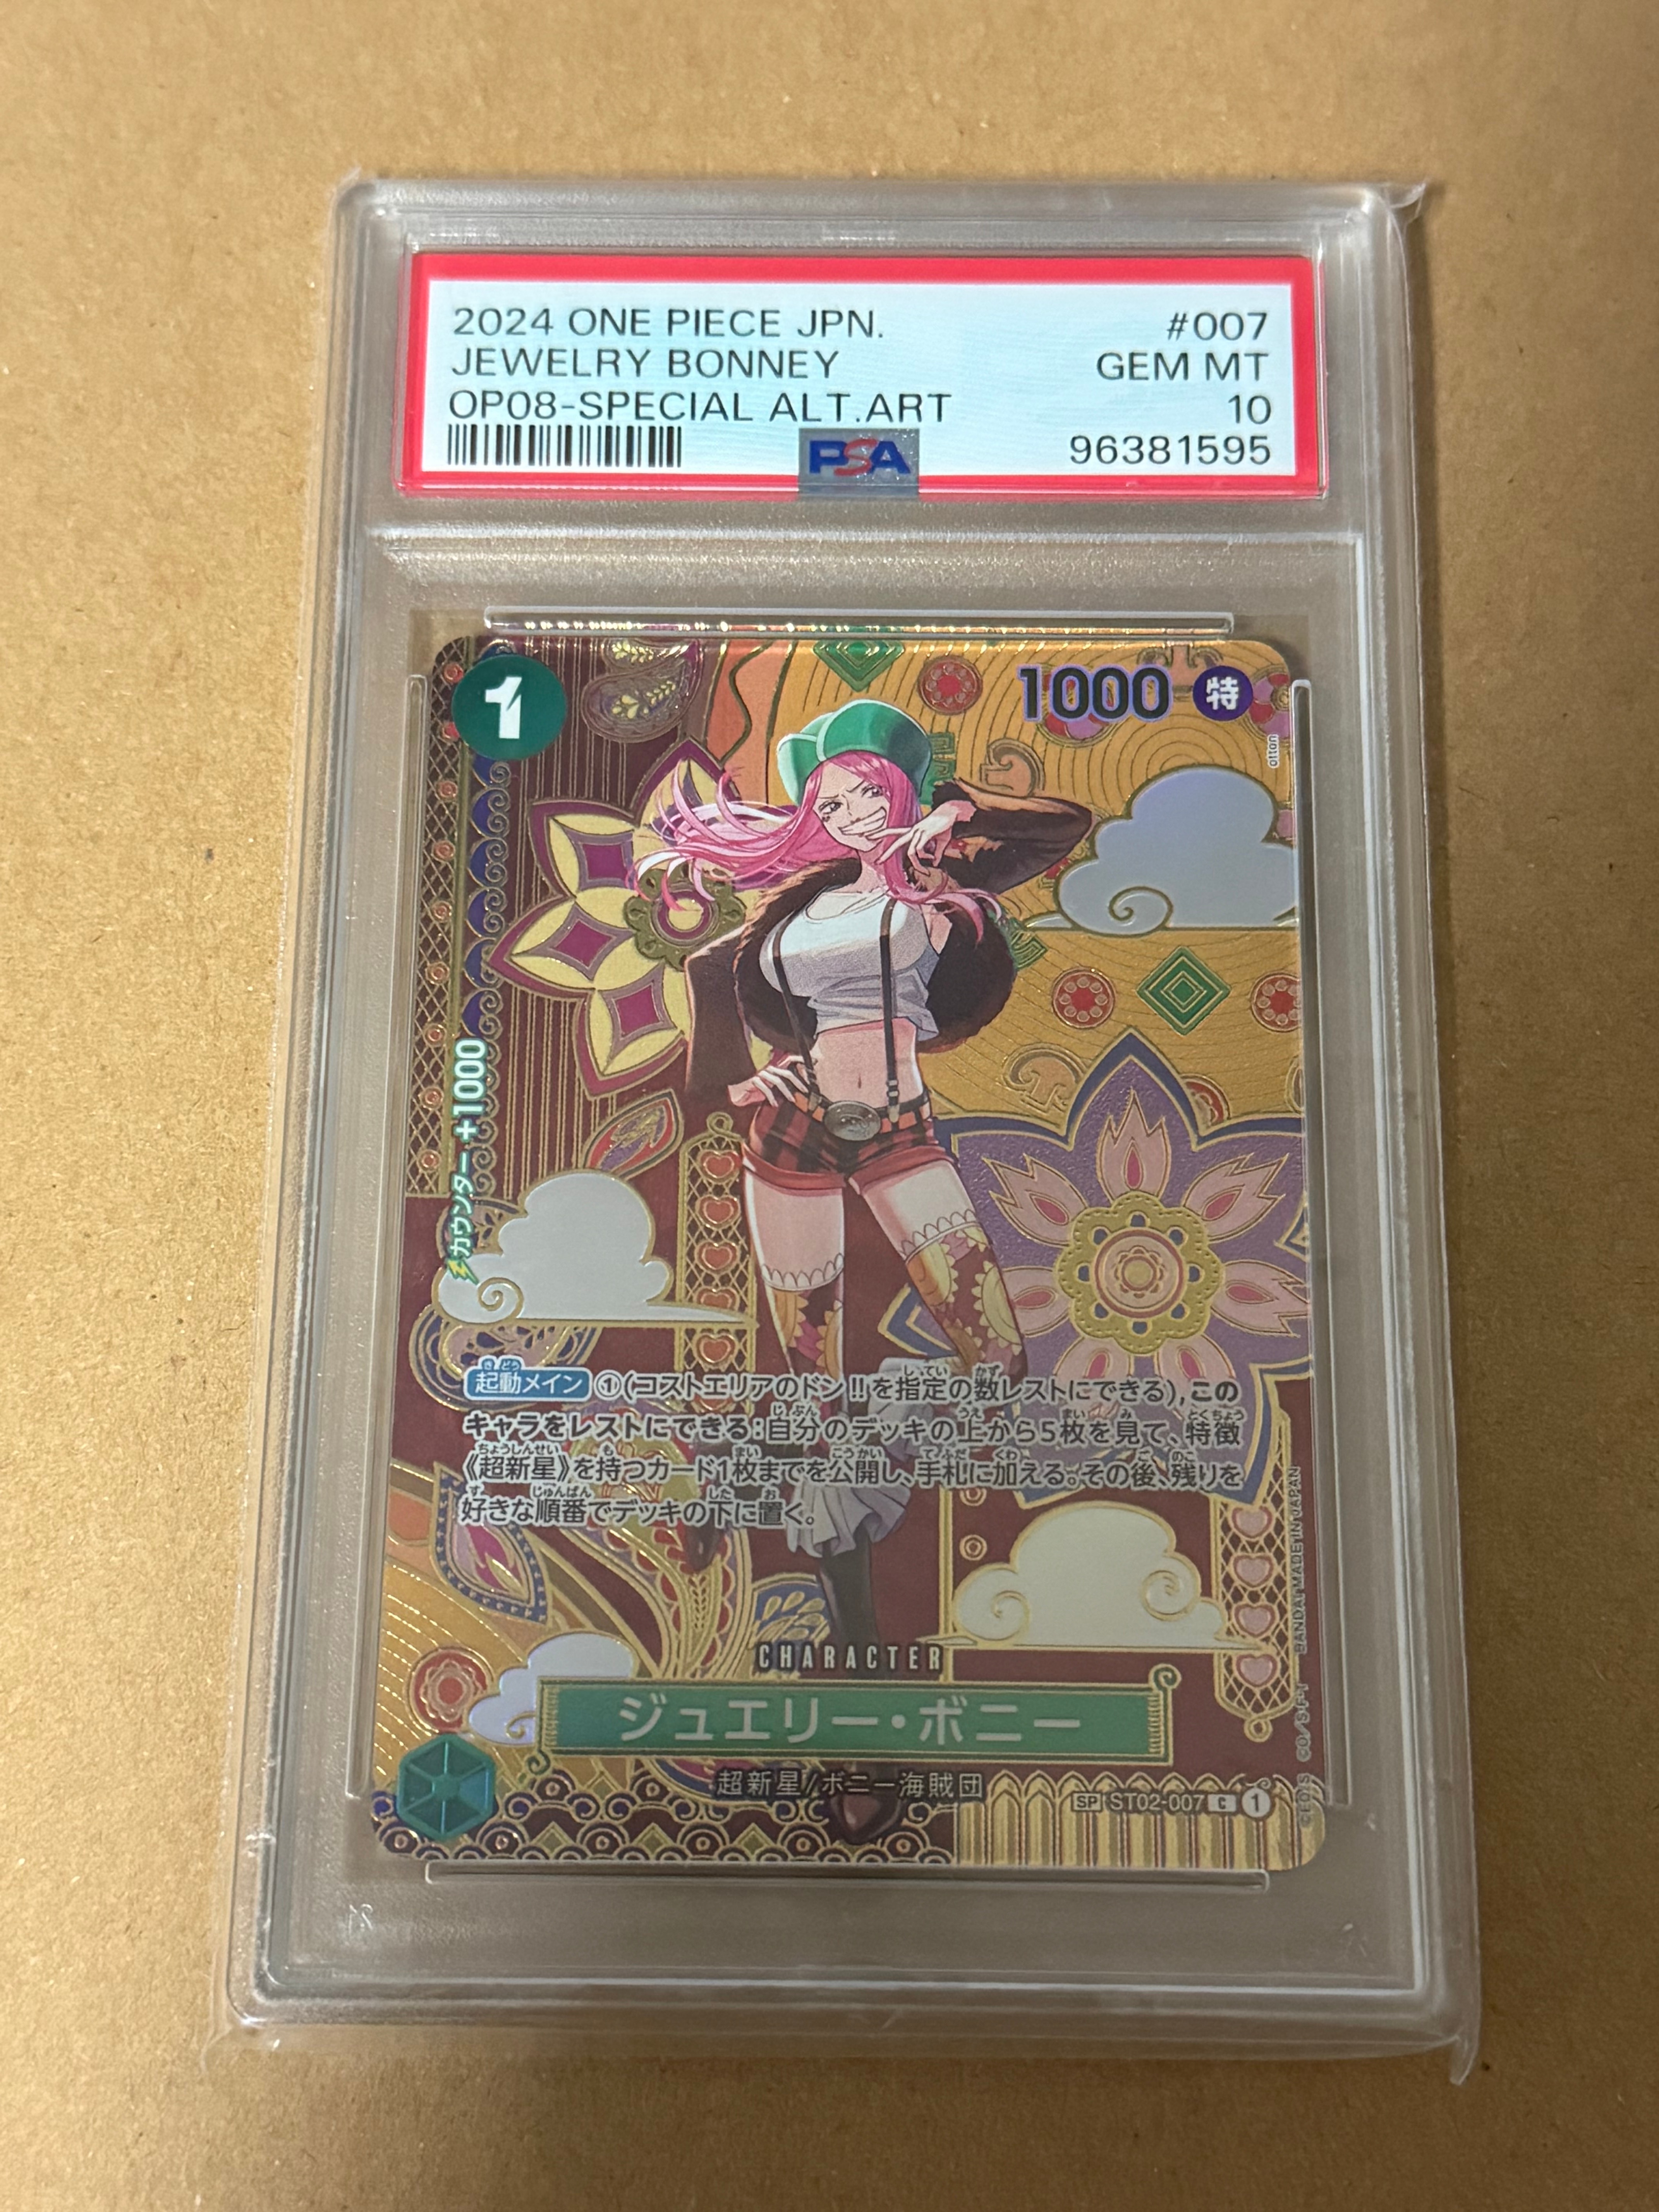 2024 ONE PIECE JPN. #007
JEWELRY BONNEY GEM MT
OP08-SPECIAL ALT.ART 10
PSA 96381595
1
1000 特
ottan
カウンター+1000
起動メイン ①(コストエリアのドン!!を指定の数レストにできる),この
キャラをレストにできる:自分のデッキの上から5枚を見て、特徴
《超新星》を持つカード1枚までを公開し、手札に加える。その後、残りを
好きな順番でデッキの下に置く。
CHARACTER
ジュエリー・ボニー
超新星/ボニー海賊団
SP ST02-007 C 1
BANDAI MADE IN JAPAN